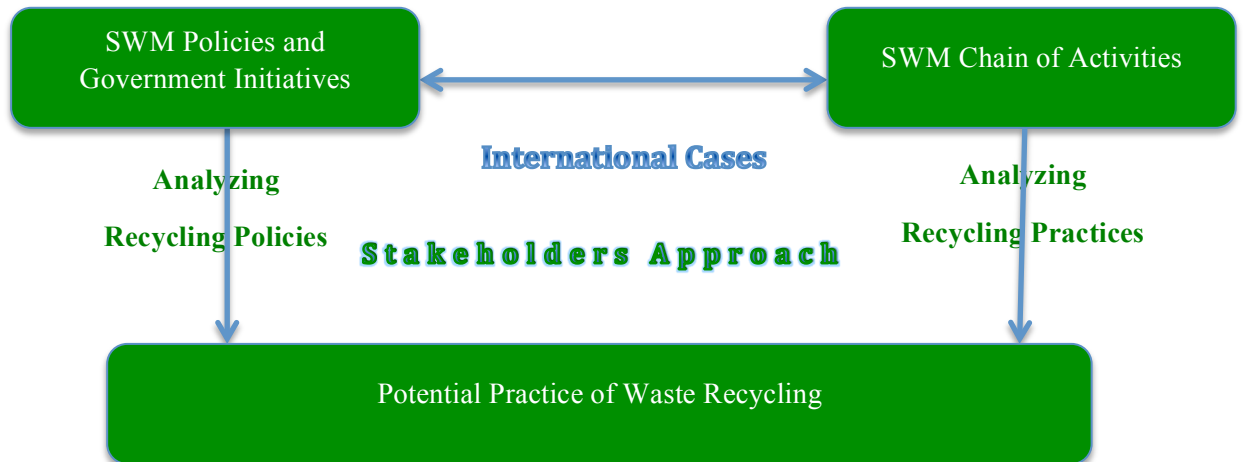 SWM Policies and
Government Initiatives
SWM Chain of Activities
International Cases
Analyzing
Recycling Policies
Analyzing
Recycling Practices
Stakeholders Approach
Potential Practice of Waste Recycling